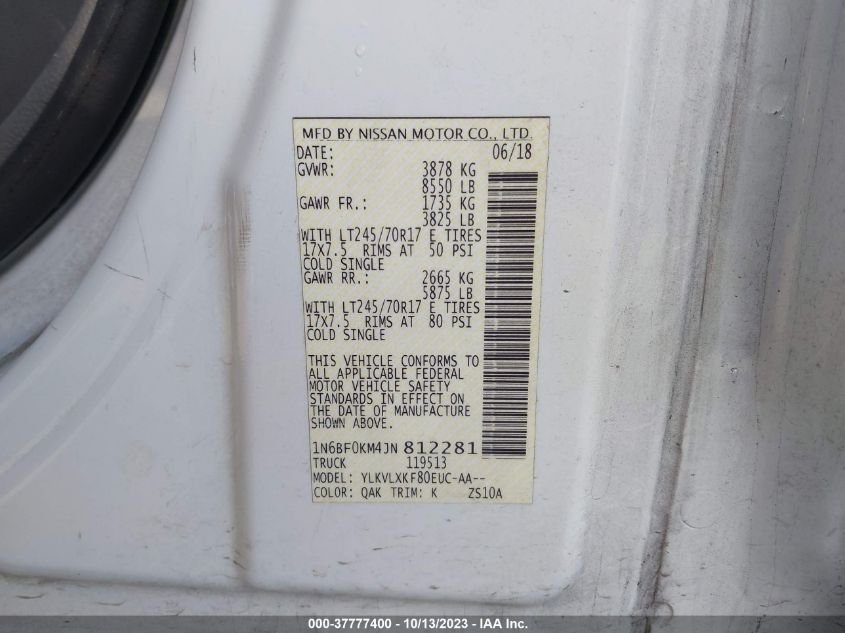 MFD BY NISSAN MOTOR CO., LTD.
DATE: 06/18
GVWR: 3878 KG
8550 LB
GAWR FR.: 1735 KG
3825 LB
WITH LT245/70R17 E TIRES
17X7.5 RIMS AT 50 PSI
COLD SINGLE
GAWR RR.: 2665 KG
5875 LB
WITH LT245/70R17 E TIRES
17X7.5 RIMS AT 80 PSI
COLD SINGLE
THIS VEHICLE CONFORMS TO
ALL APPLICABLE FEDERAL
MOTOR VEHICLE SAFETY
STANDARDS IN EFFECT ON
THE DATE OF MANUFACTURE
SHOWN ABOVE.
1N6BF0KM4JN 812281
TRUCK 119513
MODEL: YLKVLXKF80EUC-AA--
COLOR: QAK TRIM: K ZS10A
000-37777400 - 10/13/2023 - IAA Inc.